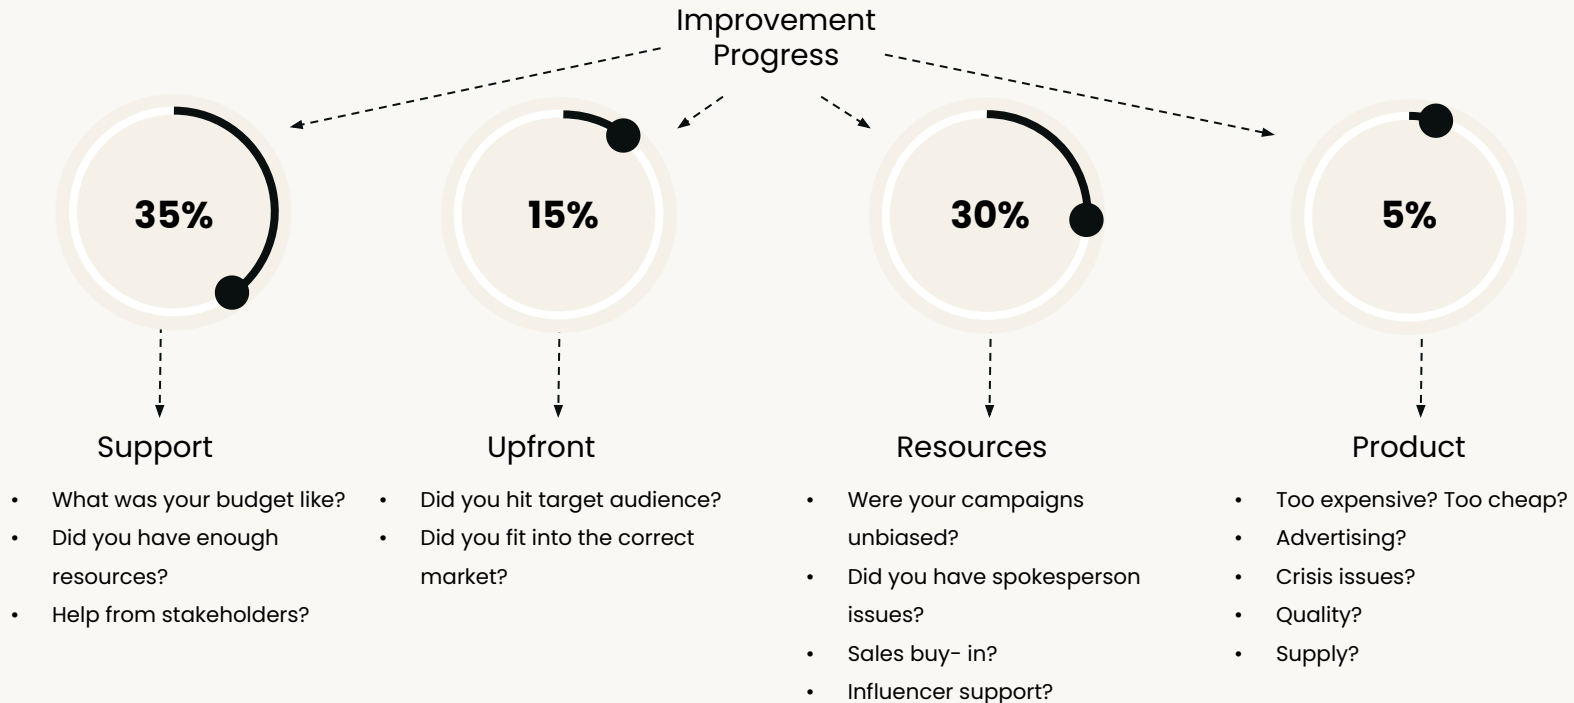 Improvement
Progress
35%
15%
30%
5%
Support
• What was your budget like?
• Did you have enough
resources?
• Help from stakeholders?
Upfront
• Did you hit target audience?
• Did you fit into the correct
market?
Resources
• Were your campaigns
unbiased?
• Did you have spokesperson
issues?
• Sales buy- in?
• Influencer support?
Product
• Too expensive? Too cheap?
• Advertising?
• Crisis issues?
• Quality?
• Supply?